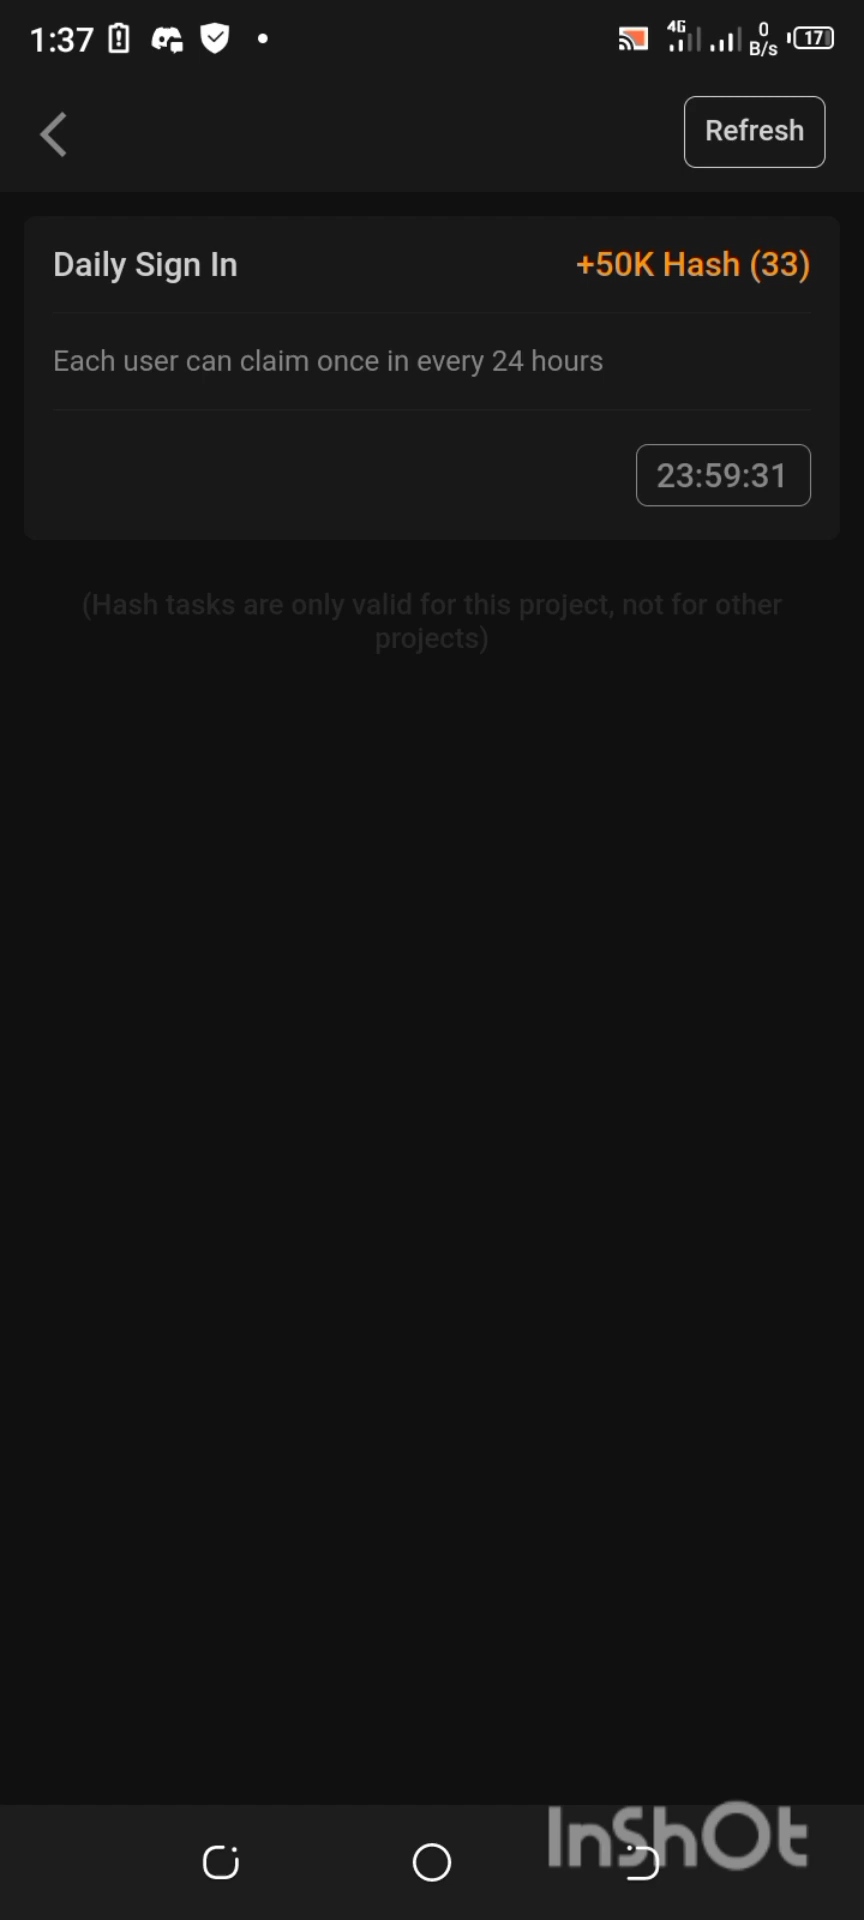 1:37
4G
0
B/s
17
Refresh
Daily Sign In
+50K Hash (33)
Each user can claim once in every 24 hours
23:59:31
(Hash tasks are only valid for this project, not for other
projects)
InShOt